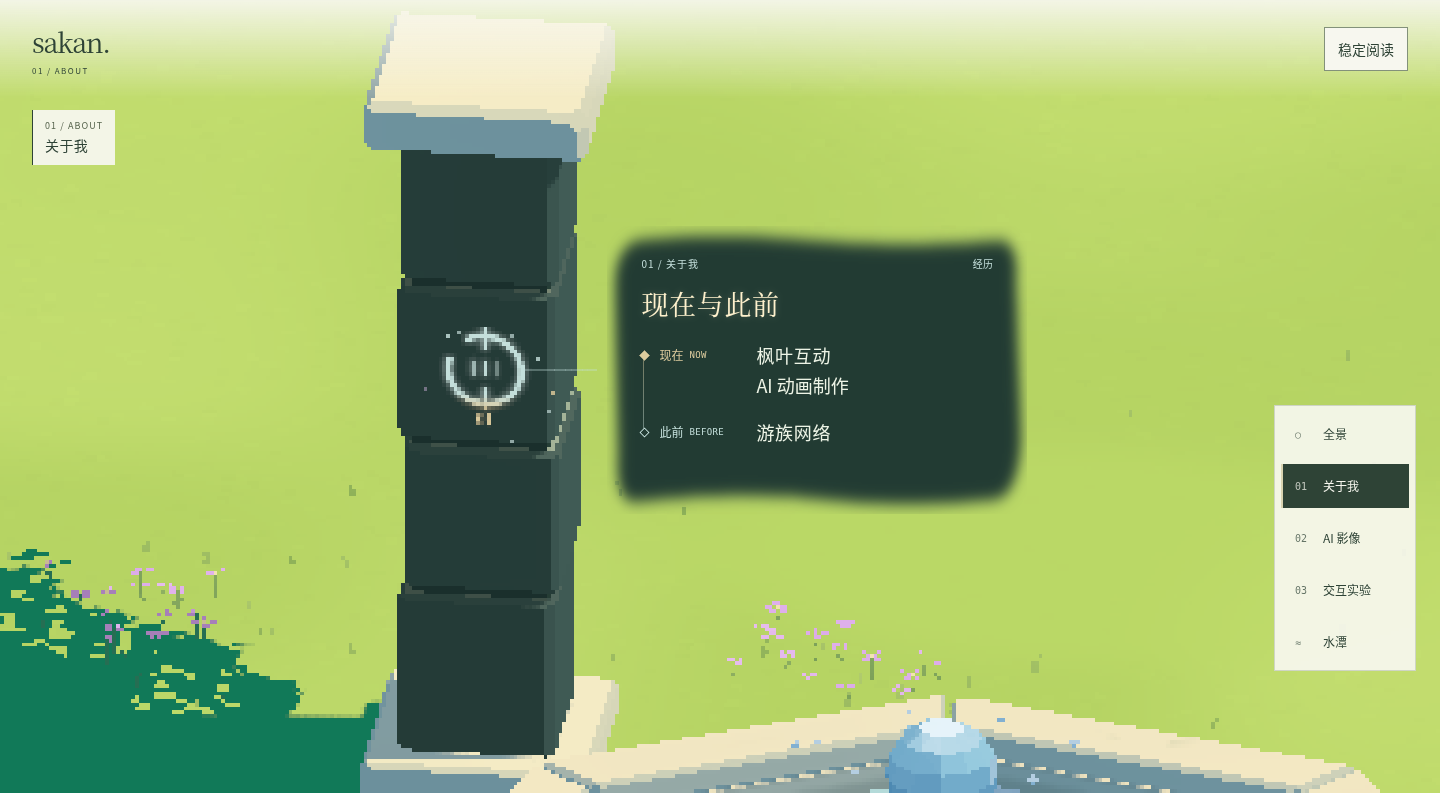 sakan.
01 / ABOUT
稳定阅读
01 / ABOUT
关于我
01 / 关于我
经历
现在与此前
现在 NOW
枫叶互动
AI 动画制作
此前 BEFORE
游族网络
全景
01 关于我
02 AI 影像
03 交互实验
≈ 水潭